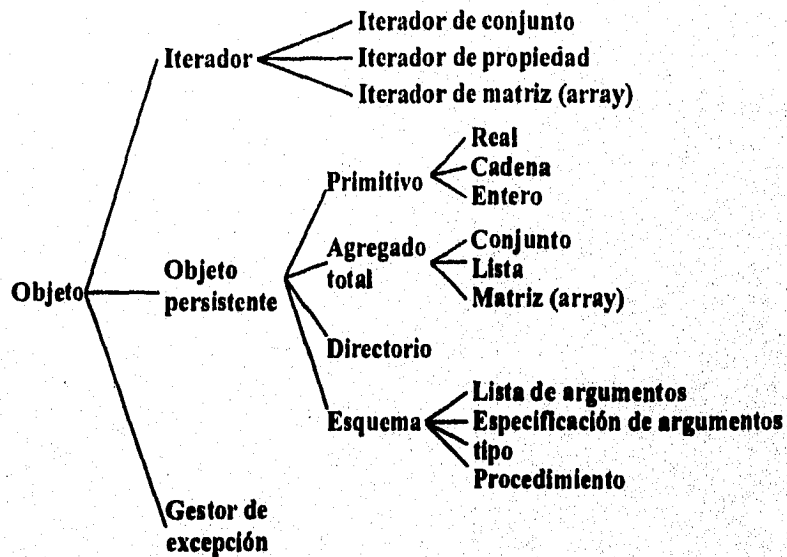 Iterador de conjunto
Iterador
Iterador de propiedad
Iterador de matriz (array)
Real
Primitivo
Cadena
Entero
Agregado
total
Conjunto
Lista
Matriz (array)
Objeto
Objeto
persistente
Directorio
Lista de argumentos
Esquema
Especificación de argumentos
tipo
Procedimiento
Gestor de
excepción